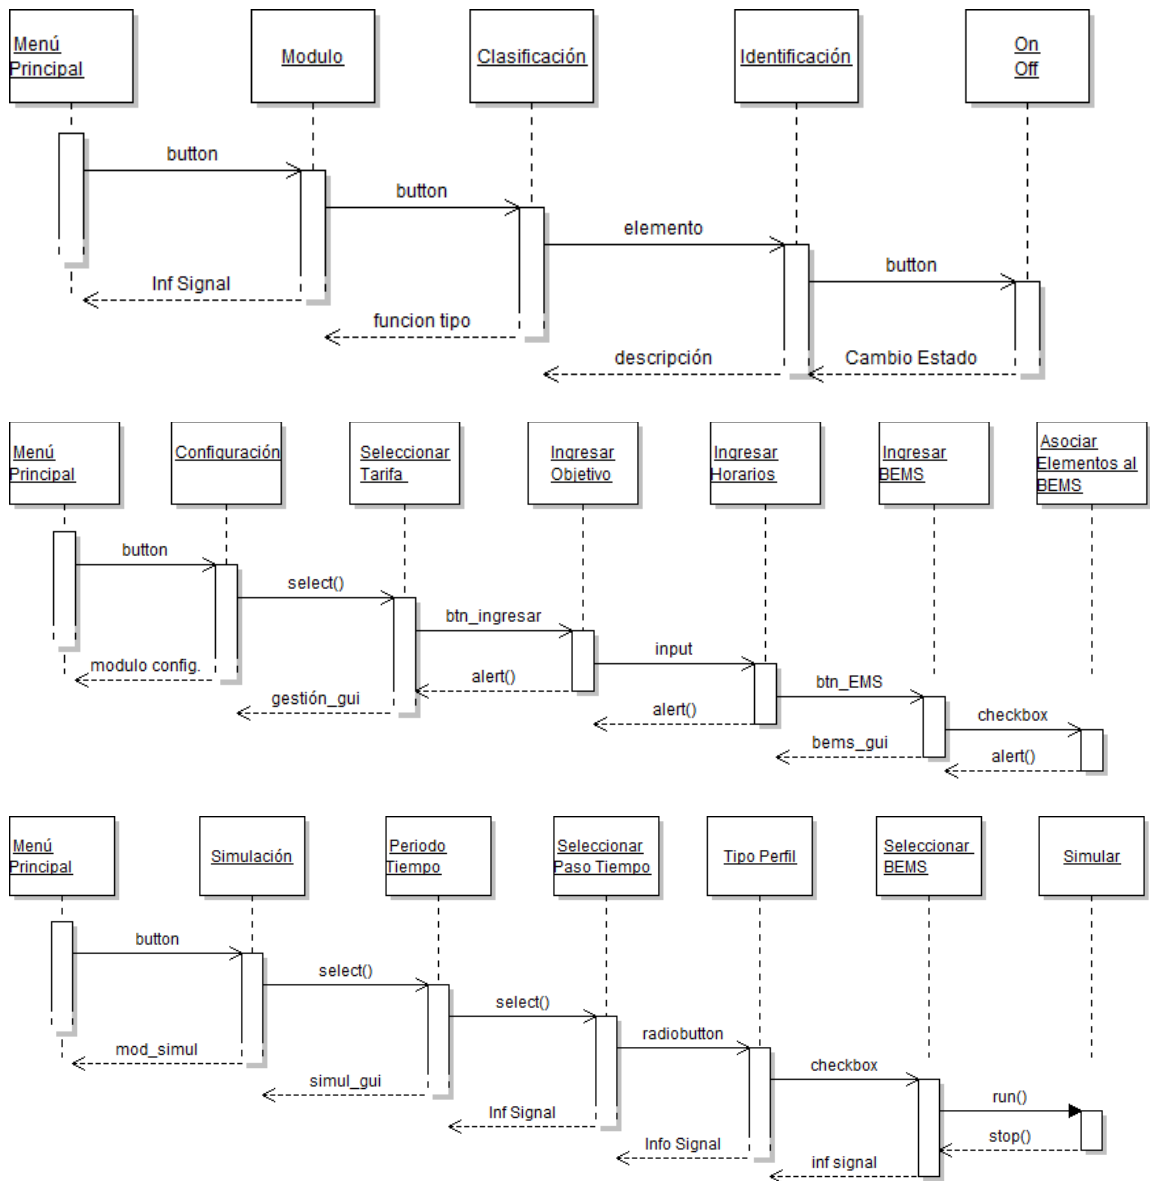 Menú
Principal
Modulo
Clasificación
Identificación
On
Off
button
button
elemento
button
Inf Signal
funcion tipo
descripción
Cambio Estado
Menú
Principal
Configuración
Seleccionar
Tarifa
Ingresar
Objetivo
Ingresar
Horarios
Ingresar
BEMS
Asociar
Elementos al
BEMS
button
select()
btn_ingresar
input
btn_EMS
checkbox
modulo config.
gestión_gui
alert()
alert()
bems_gui
alert()
Menú
Principal
Simulación
Periodo
Tiempo
Seleccionar
Paso Tiempo
Tipo Perfil
Seleccionar
BEMS
Simular
button
select()
select()
radiobutton
checkbox
run()
mod_simul
simul_gui
Inf Signal
Info Signal
inf signal
stop()